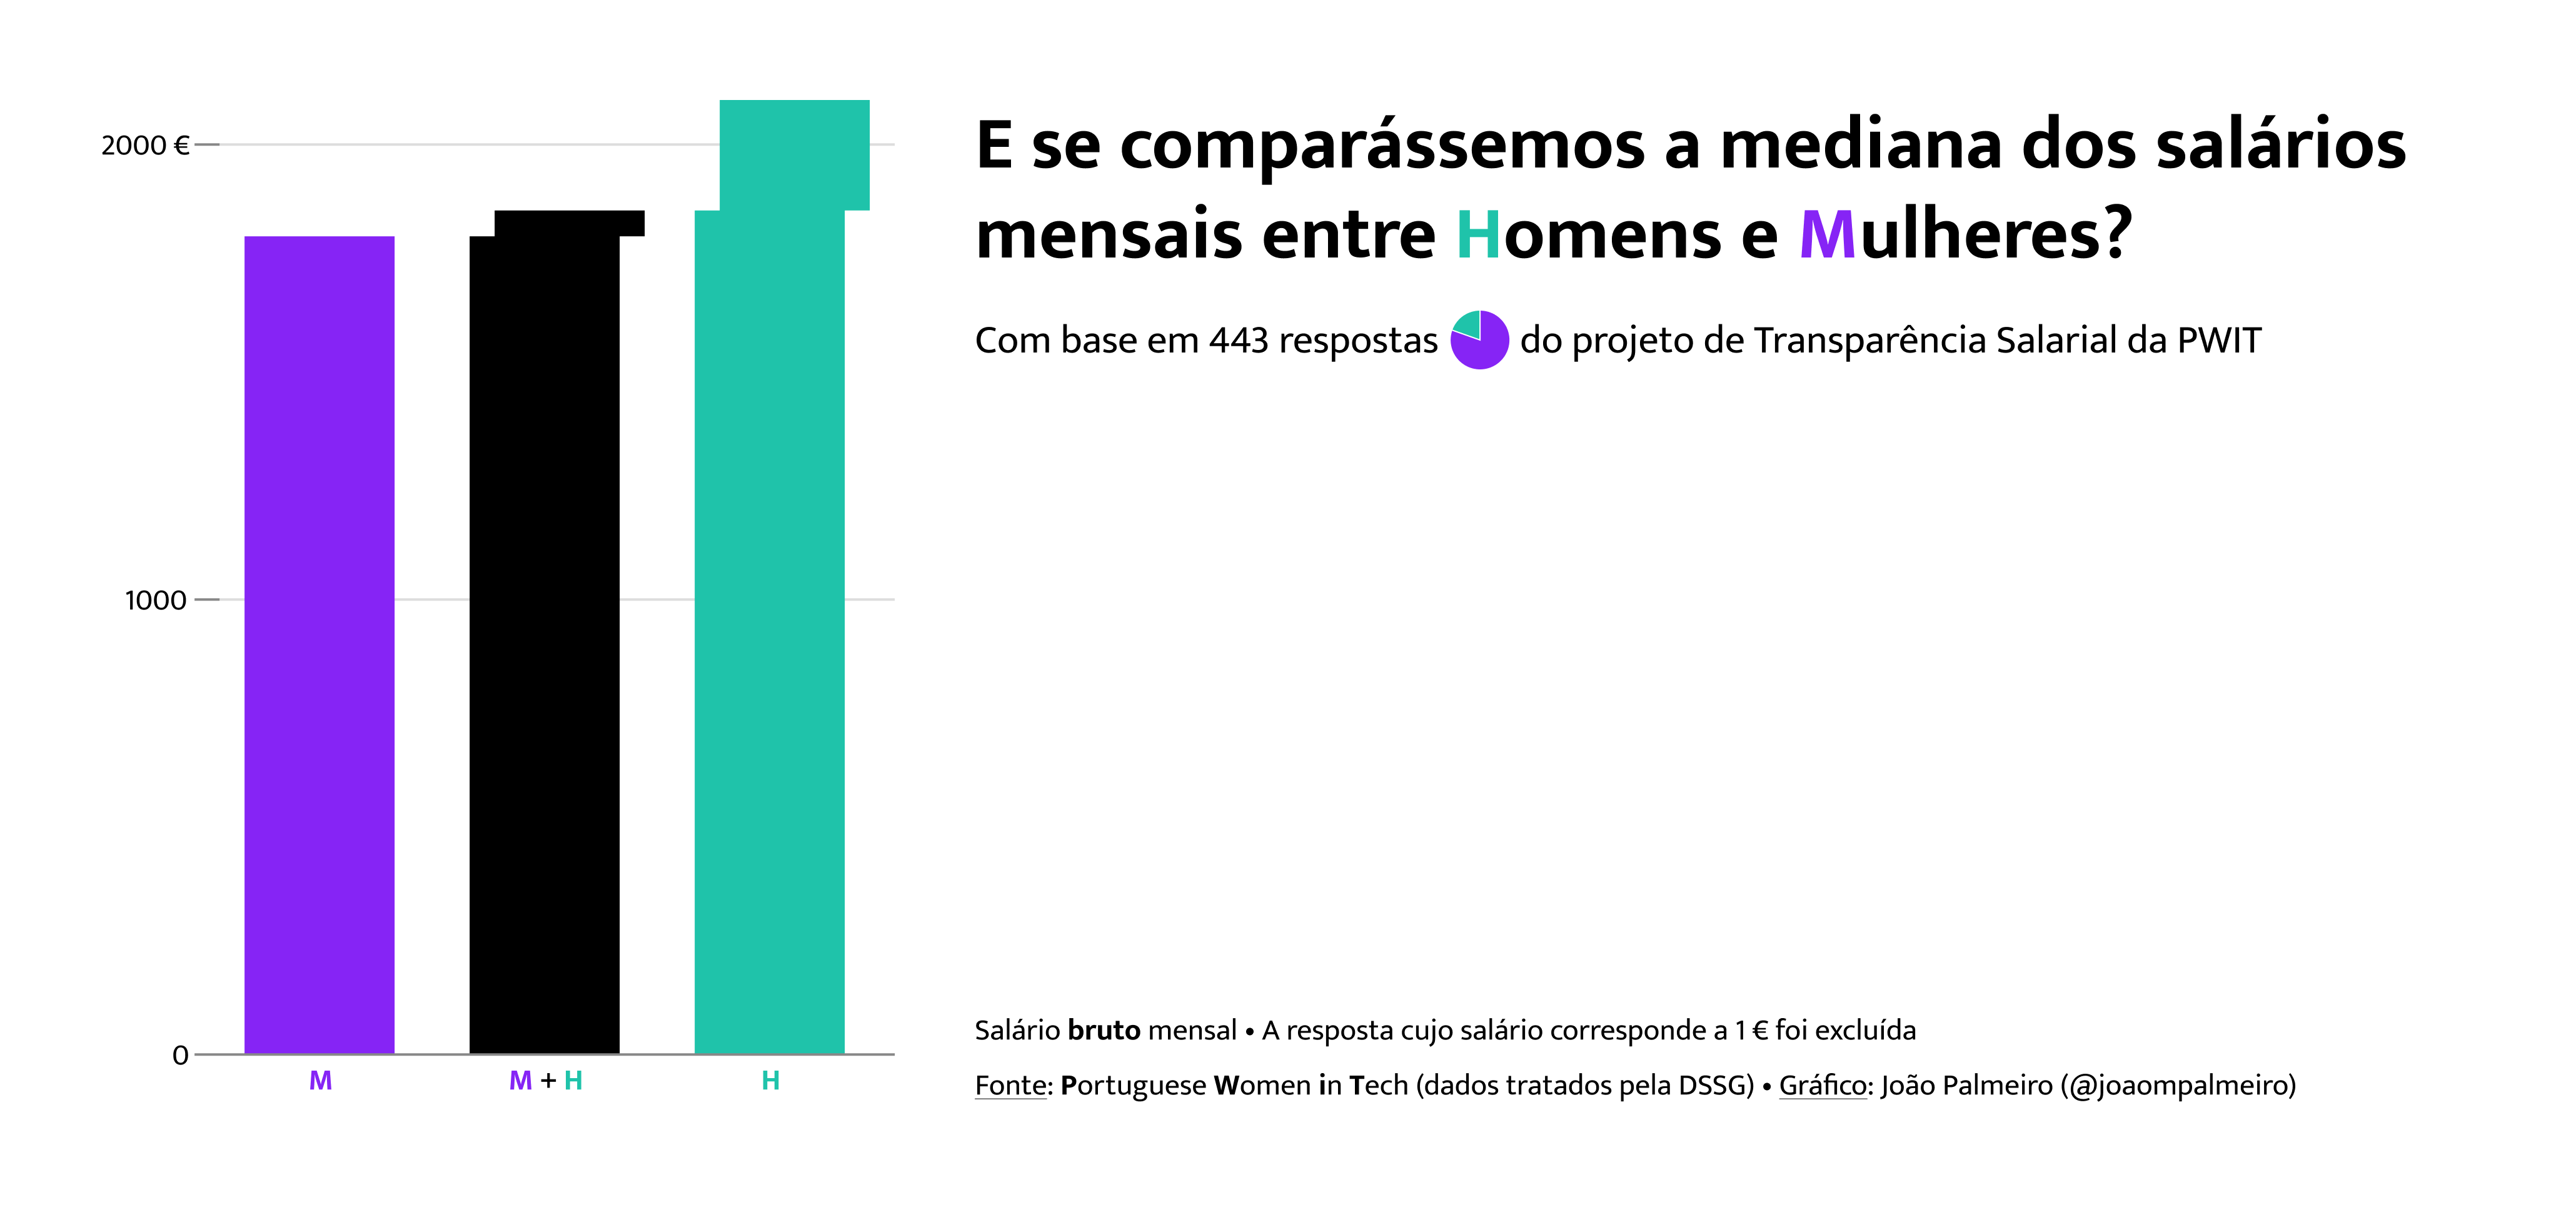 E se comparássemos a mediana dos salários
mensais entre Homens e Mulheres?
Com base em 443 respostas do projeto de Transparência Salarial da PWIT
2000 €
1000
0
M
M + H
H
Salário bruto mensal • A resposta cujo salário corresponde a 1 € foi excluída
Fonte: Portuguese Women in Tech (dados tratados pela DSSG) • Gráfico: João Palmeiro (@joaompalmeiro)